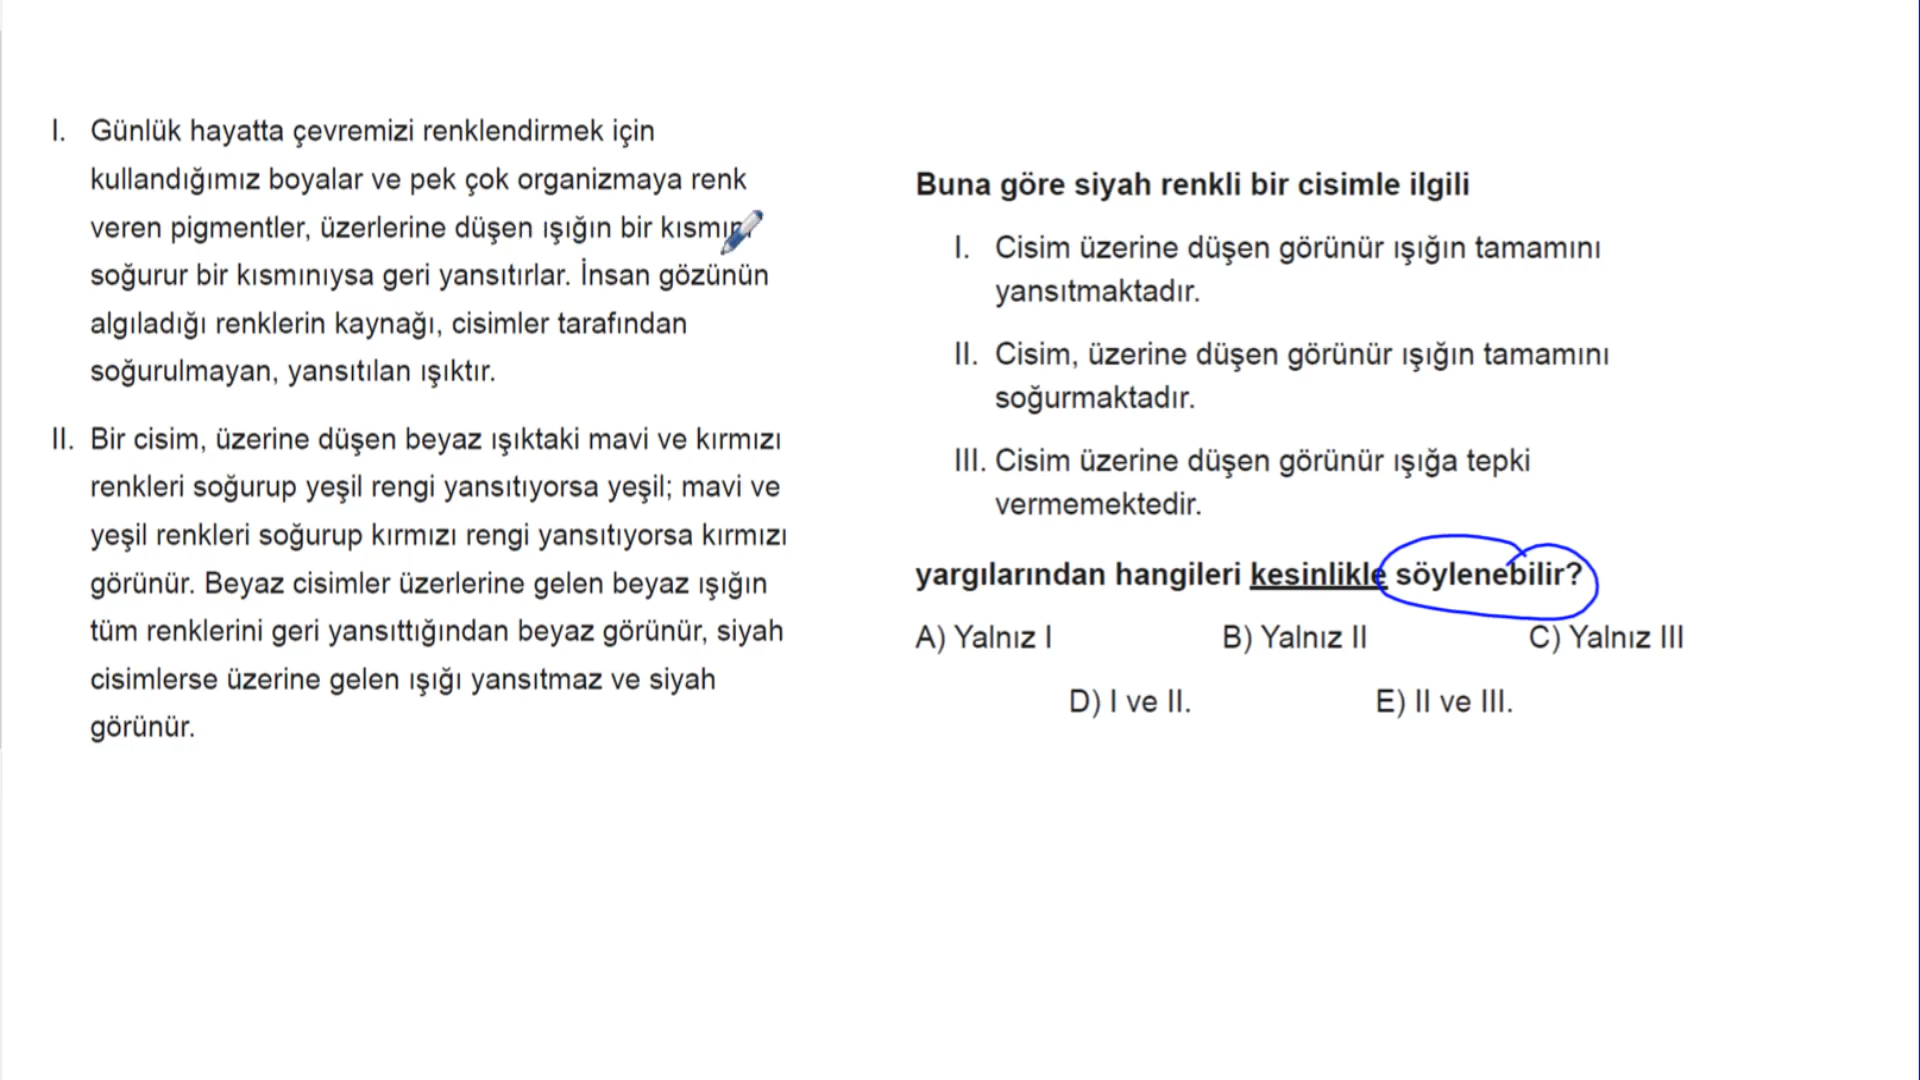 I. Günlük hayatta çevremizi renklendirmek için
kullandığımız boyalar ve pek çok organizmaya renk
veren pigmentler, üzerlerine düşen ışığın bir kısmını
soğurur bir kısmınıysa geri yansıtırlar. İnsan gözünün
algıladığı renklerin kaynağı, cisimler tarafından
soğurulmayan, yansıtılan ışıktır.
II. Bir cisim, üzerine düşen beyaz ışıktaki mavi ve kırmızı
renkleri soğurup yeşil rengi yansıtıyorsa yeşil; mavi ve
yeşil renkleri soğurup kırmızı rengi yansıtıyorsa kırmızı
görünür. Beyaz cisimler üzerlerine gelen beyaz ışığın
tüm renklerini geri yansıttığından beyaz görünür, siyah
cisimlerse üzerine gelen ışığı yansıtmaz ve siyah
görünür.
Buna göre siyah renkli bir cisimle ilgili
I. Cisim üzerine düşen görünür ışığın tamamını
yansıtmaktadır.
II. Cisim, üzerine düşen görünür ışığın tamamını
soğurmaktadır.
III. Cisim üzerine düşen görünür ışığa tepki
vermemektedir.
yargılarından hangileri kesinlikle söylenebilir?
A) Yalnız I B) Yalnız II C) Yalnız III
D) I ve II. E) II ve III.